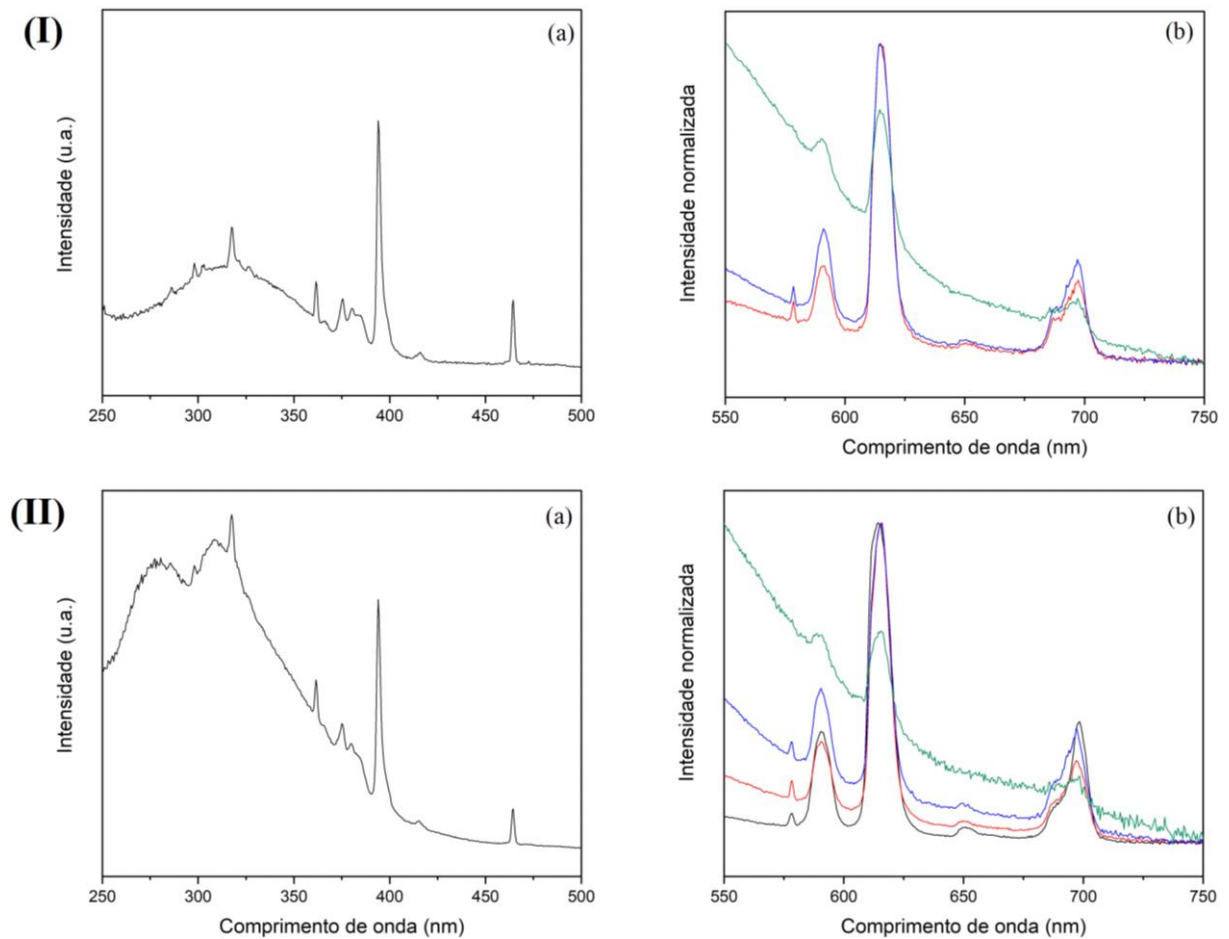 (I)
(a)
Intensidade (u.a.)
250 300 350 400 450 500
(b)
Intensidade normalizada
550 600 650 700 750
Comprimento de onda (nm)
(II)
(a)
Intensidade (u.a.)
250 300 350 400 450 500
Comprimento de onda (nm)
(b)
Intensidade normalizada
550 600 650 700 750
Comprimento de onda (nm)